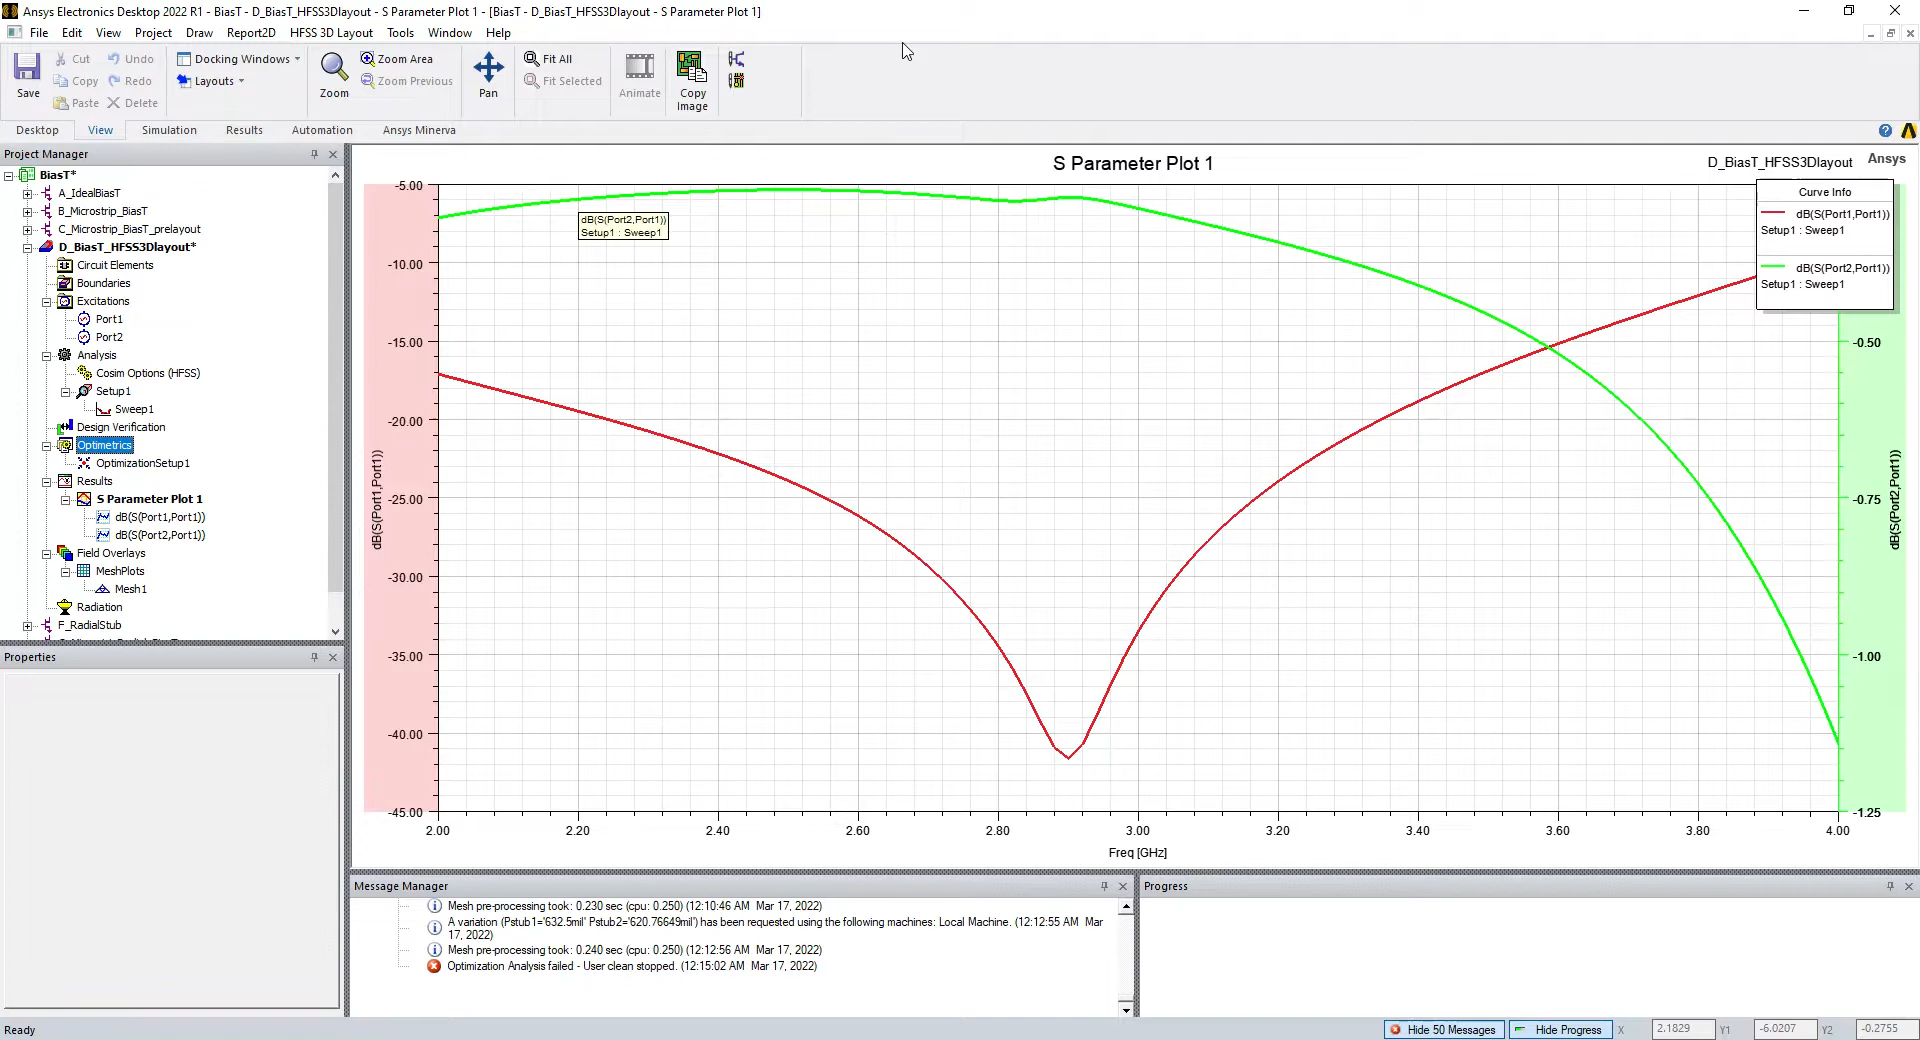 Ansys Electronics Desktop 2022 R1 - BiasT - D_BiasT_HFSS3Dlayout - S Parameter Plot 1 - [BiasT - D_BiasT_HFSS3Dlayout - S Parameter Plot 1]
File Edit View Project Draw Report2D HFSS 3D Layout Tools Window Help
Save
Cut
Copy
Paste
Undo
Redo
Delete
Docking Windows
Layouts
Zoom
Zoom Area
Zoom Previous
Pan
Fit All
Fit Selected
Animate
Copy
Image
Desktop View Simulation Results Automation Ansys Minerva
Project Manager
BiasT*
A_IdealBiasT
B_Microstrip_BiasT
C_Microstrip_BiasT_prelayout
D_BiasT_HFSS3Dlayout*
Circuit Elements
Boundaries
Excitations
Port1
Port2
Analysis
Cosim Options (HFSS)
Setup1
Sweep1
Design Verification
Optimetrics
OptimizationSetup1
Results
S Parameter Plot 1
dB(S(Port1,Port1))
dB(S(Port2,Port1))
Field Overlays
MeshPlots
Mesh1
Radiation
F_RadialStub
Properties
S Parameter Plot 1
D_BiasT_HFSS3Dlayout
Ansys
Curve Info
dB(S(Port1,Port1))
Setup1 : Sweep1
dB(S(Port2,Port1))
Setup1 : Sweep1
dB(S(Port2,Port1))
Setup1 : Sweep1
-5.00
-10.00
-15.00
-20.00
-25.00
-30.00
-35.00
-40.00
-45.00
dB(S(Port1,Port1))
-0.50
-0.75
-1.00
-1.25
dB(S(Port2,Port1))
2.00 2.20 2.40 2.60 2.80 3.00 3.20 3.40 3.60 3.80 4.00
Freq [GHz]
Message Manager
Mesh pre-processing took: 0.230 sec (cpu: 0.250) (12:10:46 AM Mar 17, 2022)
A variation (Pstub1='632.5mil' Pstub2='620.76649mil') has been requested using the following machines: Local Machine. (12:12:55 AM Mar
17, 2022)
Mesh pre-processing took: 0.240 sec (cpu: 0.250) (12:12:56 AM Mar 17, 2022)
Optimization Analysis failed - User clean stopped. (12:15:02 AM Mar 17, 2022)
Progress
Ready
Hide 50 Messages
Hide Progress
X 2.1829 Y1 -6.0207 Y2 -0.2755